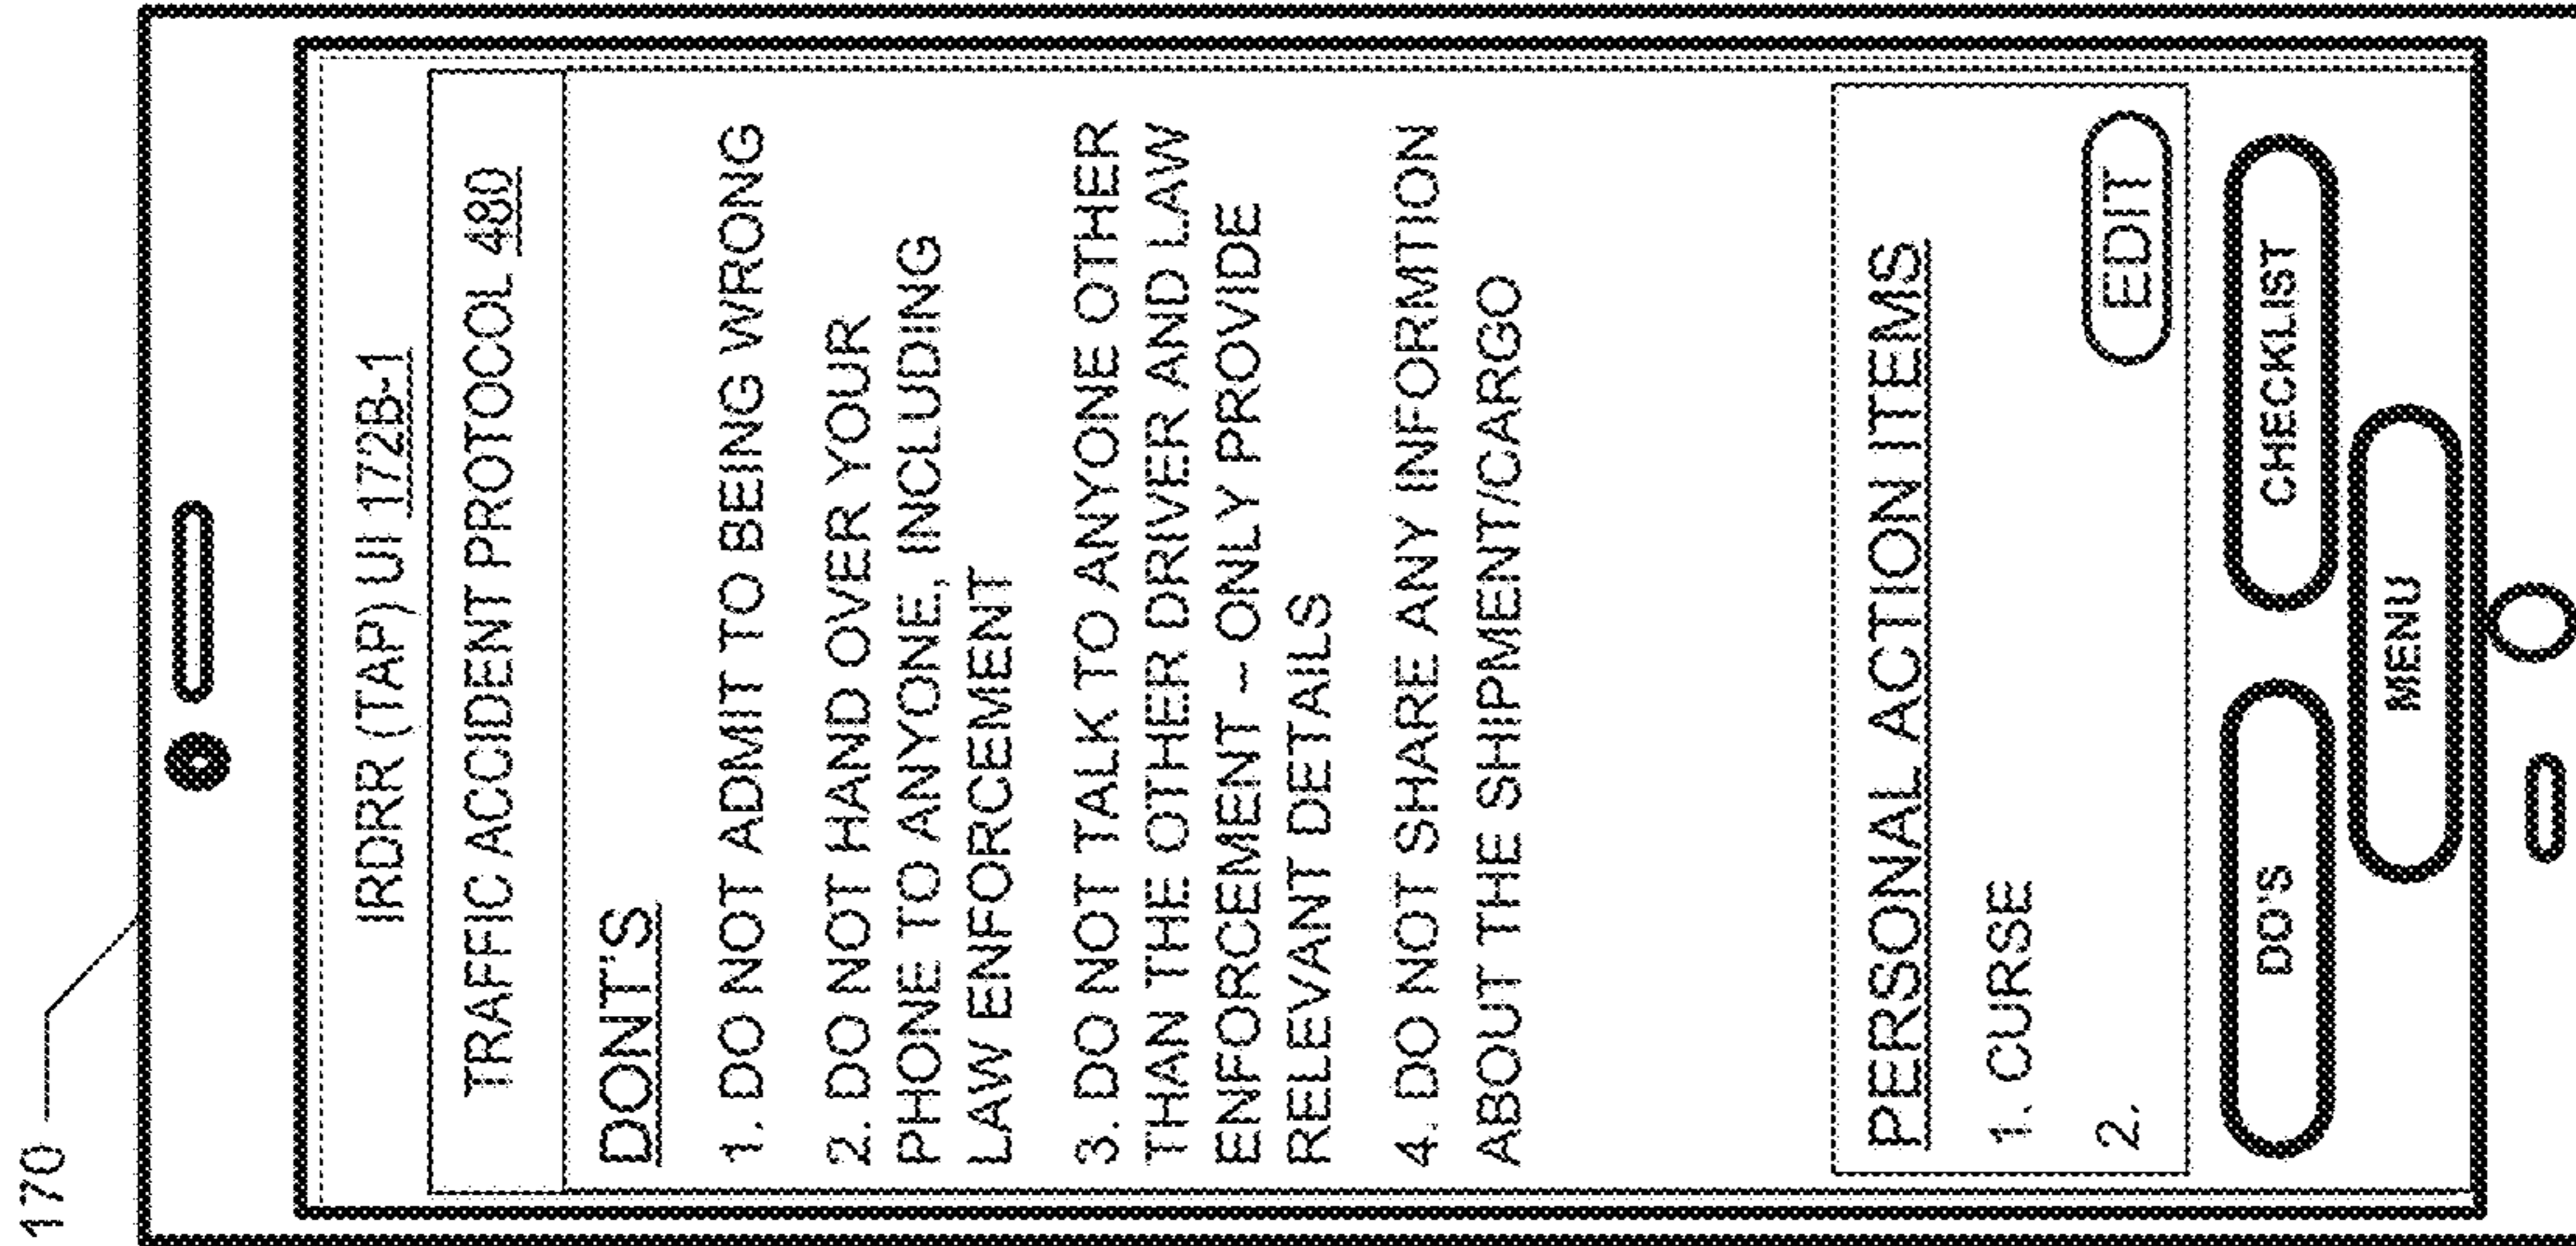 170
IRDRR (TAP) UI 172B-1
TRAFFIC ACCIDENT PROTOCOL 480
DONT'S
1. DO NOT ADMIT TO BEING WRONG
2. DO NOT HAND OVER YOUR
PHONE TO ANYONE, INCLUDING
LAW ENFORCEMENT
3. DO NOT TALK TO ANYONE OTHER
THAN THE OTHER DRIVER AND LAW
ENFORCEMENT – ONLY PROVIDE
RELEVANT DETAILS
4. DO NOT SHARE ANY INFORMTION
ABOUT THE SHIPMENT/CARGO
PERSONAL ACTION ITEMS
1. CURSE
2.
EDIT
DO'S
CHECKLIST
MENU